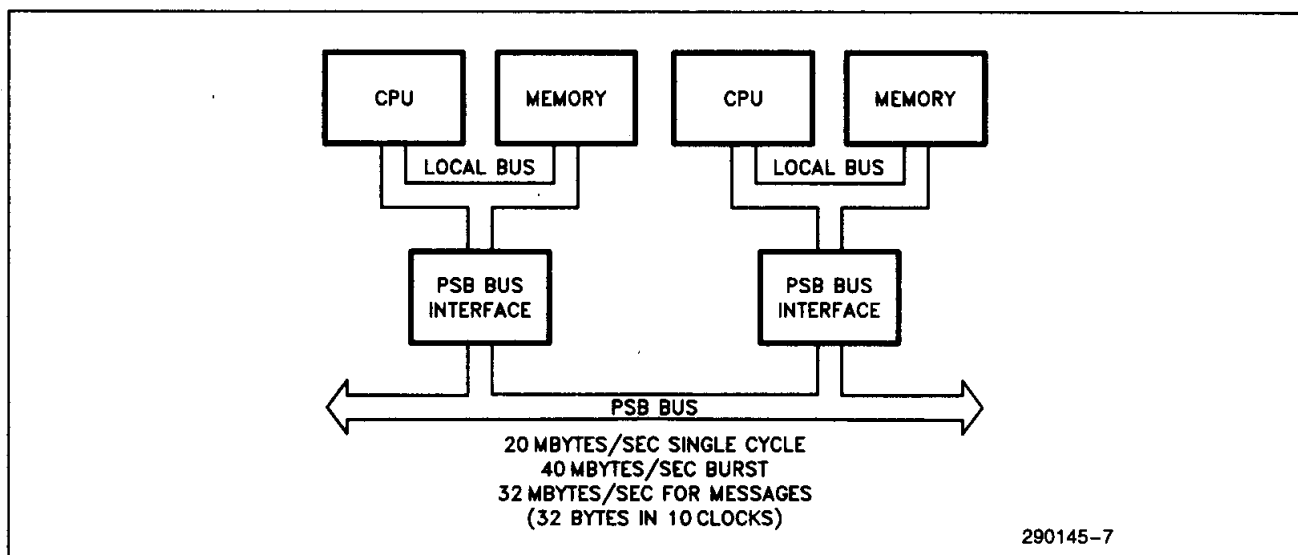 CPU
MEMORY
CPU
MEMORY
LOCAL BUS
LOCAL BUS
PSB BUS
INTERFACE
PSB BUS
INTERFACE
PSB BUS
20 MBYTES/SEC SINGLE CYCLE
40 MBYTES/SEC BURST
32 MBYTES/SEC FOR MESSAGES
(32 BYTES IN 10 CLOCKS)
290145-7